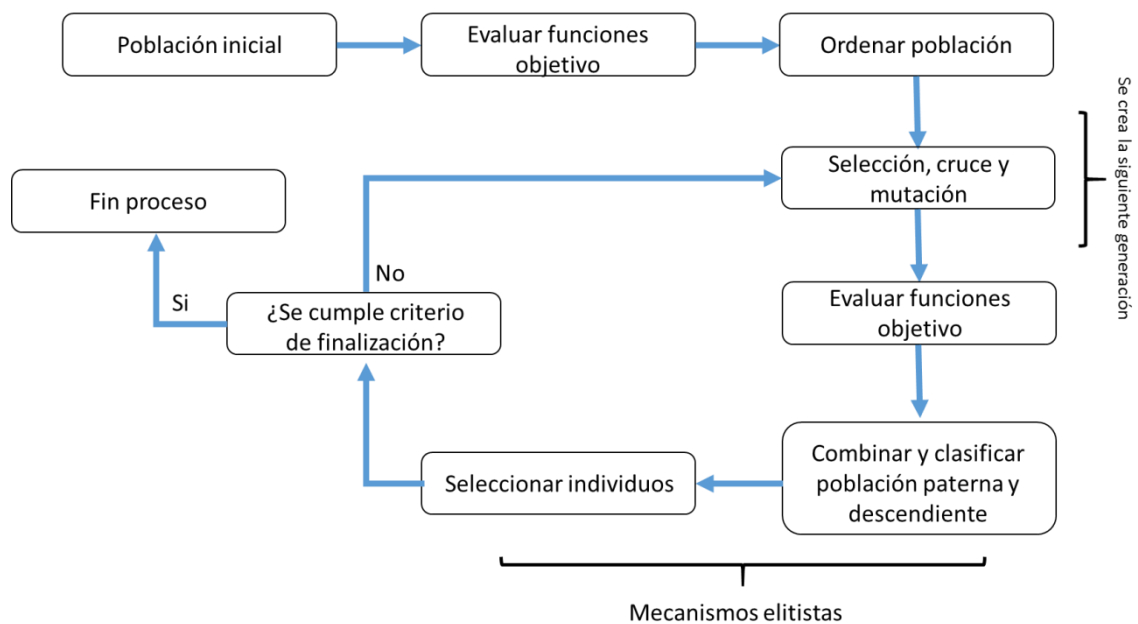 Población inicial
Evaluar funciones
objetivo
Ordenar población
Se crea la siguiente generación
Selección, cruce y
mutación
Fin proceso
No
Si
¿Se cumple criterio
de finalización?
Evaluar funciones
objetivo
Combinar y clasificar
población paterna y
descendiente
Seleccionar individuos
Mecanismos elitistas